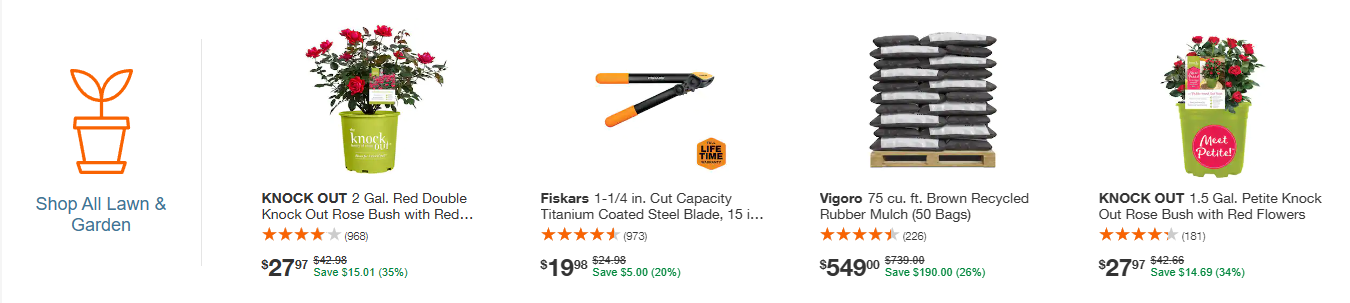 Shop All Lawn &
Garden
knock
out
KNOCK OUT 2 Gal. Red Double
Knock Out Rose Bush with Red…
(968)
$27 97 $42.98
Save $15.01 (35%)
FISKARS
LIFE
TIME
WARRANTY
Fiskars 1-1/4 in. Cut Capacity
Titanium Coated Steel Blade, 15 i…
(973)
$19 98 $24.98
Save $5.00 (20%)
Vigoro 75 cu. ft. Brown Recycled
Rubber Mulch (50 Bags)
(226)
$549 00 $739.00
Save $190.00 (26%)
Meet
Petite!
KNOCK OUT 1.5 Gal. Petite Knock
Out Rose Bush with Red Flowers
(181)
$27 97 $42.66
Save $14.69 (34%)